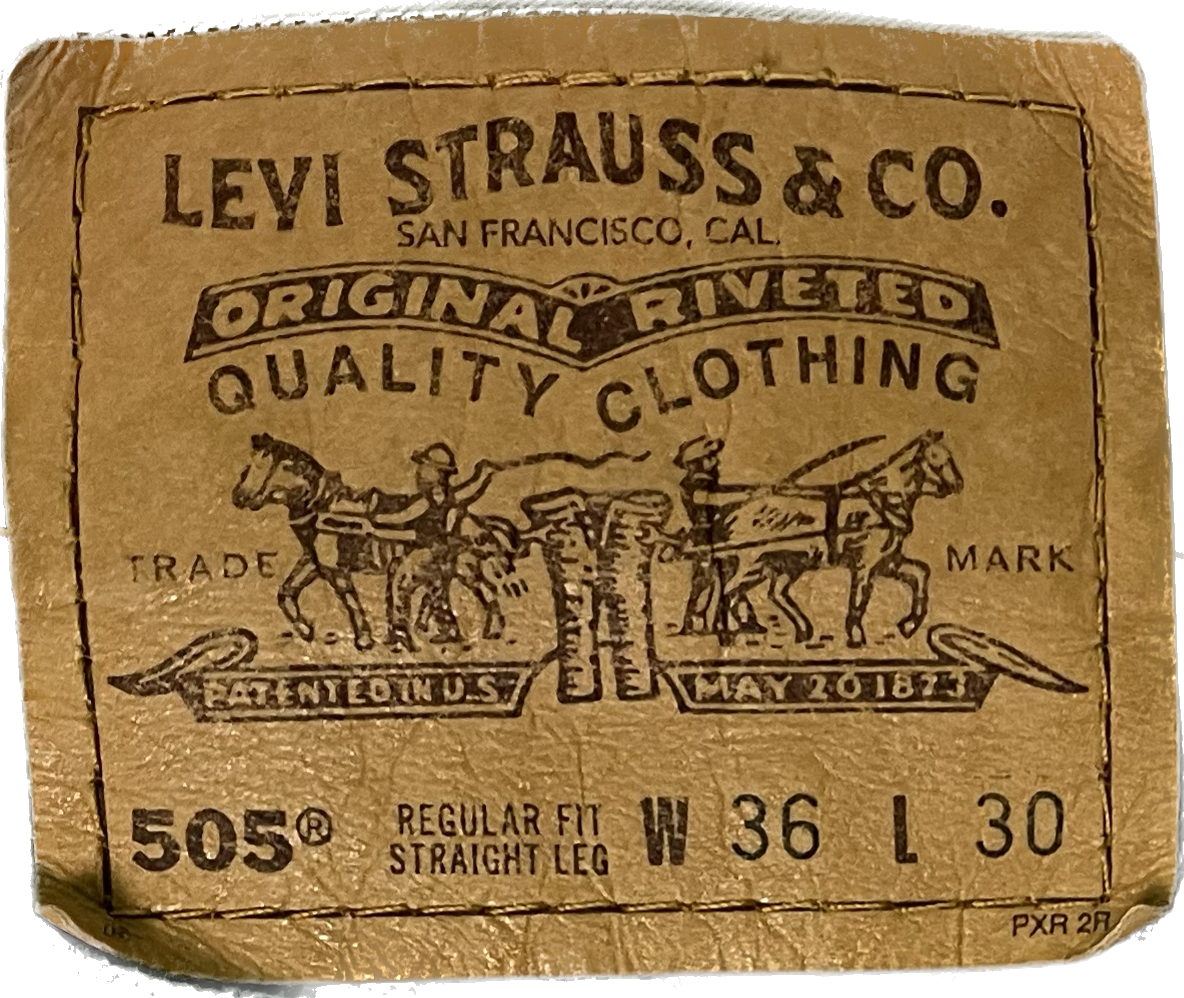 LEVI STRAUSS & CO.
SAN FRANCISCO, CAL.
ORIGINAL RIVETED
QUALITY CLOTHING
TRADE MARK
PATENTED IN U.S. MAY 20 1873
505® REGULAR FIT STRAIGHT LEG W 36 L 30
PXR 2R